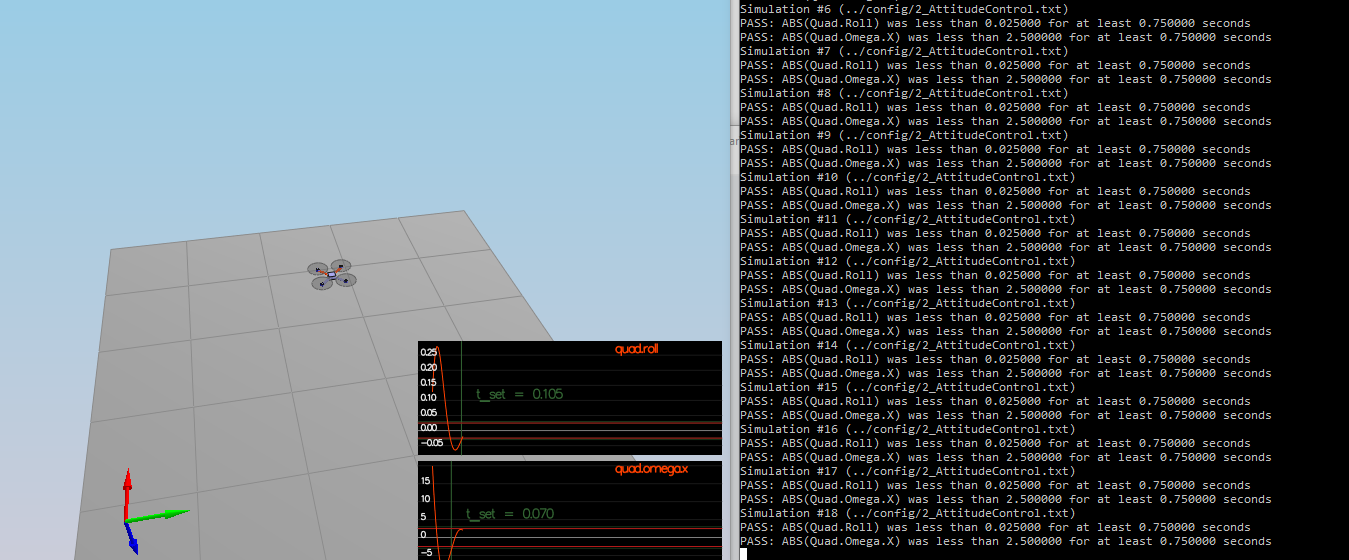 Simulation #6 (../config/2_AttitudeControl.txt)
PASS: ABS(Quad.Roll) was less than 0.025000 for at least 0.750000 seconds
PASS: ABS(Quad.Omega.X) was less than 2.500000 for at least 0.750000 seconds
Simulation #7 (../config/2_AttitudeControl.txt)
PASS: ABS(Quad.Roll) was less than 0.025000 for at least 0.750000 seconds
PASS: ABS(Quad.Omega.X) was less than 2.500000 for at least 0.750000 seconds
Simulation #8 (../config/2_AttitudeControl.txt)
PASS: ABS(Quad.Roll) was less than 0.025000 for at least 0.750000 seconds
PASS: ABS(Quad.Omega.X) was less than 2.500000 for at least 0.750000 seconds
Simulation #9 (../config/2_AttitudeControl.txt)
PASS: ABS(Quad.Roll) was less than 0.025000 for at least 0.750000 seconds
PASS: ABS(Quad.Omega.X) was less than 2.500000 for at least 0.750000 seconds
Simulation #10 (../config/2_AttitudeControl.txt)
PASS: ABS(Quad.Roll) was less than 0.025000 for at least 0.750000 seconds
PASS: ABS(Quad.Omega.X) was less than 2.500000 for at least 0.750000 seconds
Simulation #11 (../config/2_AttitudeControl.txt)
PASS: ABS(Quad.Roll) was less than 0.025000 for at least 0.750000 seconds
PASS: ABS(Quad.Omega.X) was less than 2.500000 for at least 0.750000 seconds
Simulation #12 (../config/2_AttitudeControl.txt)
PASS: ABS(Quad.Roll) was less than 0.025000 for at least 0.750000 seconds
PASS: ABS(Quad.Omega.X) was less than 2.500000 for at least 0.750000 seconds
Simulation #13 (../config/2_AttitudeControl.txt)
PASS: ABS(Quad.Roll) was less than 0.025000 for at least 0.750000 seconds
PASS: ABS(Quad.Omega.X) was less than 2.500000 for at least 0.750000 seconds
Simulation #14 (../config/2_AttitudeControl.txt)
PASS: ABS(Quad.Roll) was less than 0.025000 for at least 0.750000 seconds
PASS: ABS(Quad.Omega.X) was less than 2.500000 for at least 0.750000 seconds
Simulation #15 (../config/2_AttitudeControl.txt)
PASS: ABS(Quad.Roll) was less than 0.025000 for at least 0.750000 seconds
PASS: ABS(Quad.Omega.X) was less than 2.500000 for at least 0.750000 seconds
Simulation #16 (../config/2_AttitudeControl.txt)
PASS: ABS(Quad.Roll) was less than 0.025000 for at least 0.750000 seconds
PASS: ABS(Quad.Omega.X) was less than 2.500000 for at least 0.750000 seconds
Simulation #17 (../config/2_AttitudeControl.txt)
PASS: ABS(Quad.Roll) was less than 0.025000 for at least 0.750000 seconds
PASS: ABS(Quad.Omega.X) was less than 2.500000 for at least 0.750000 seconds
Simulation #18 (../config/2_AttitudeControl.txt)
PASS: ABS(Quad.Roll) was less than 0.025000 for at least 0.750000 seconds
PASS: ABS(Quad.Omega.X) was less than 2.500000 for at least 0.750000 seconds
quad.roll
0.25
0.20
0.15
t_set = 0.105
0.10
0.05
0.00
-0.05
quad.omega.x
15
10
t_set = 0.070
5
0
-5